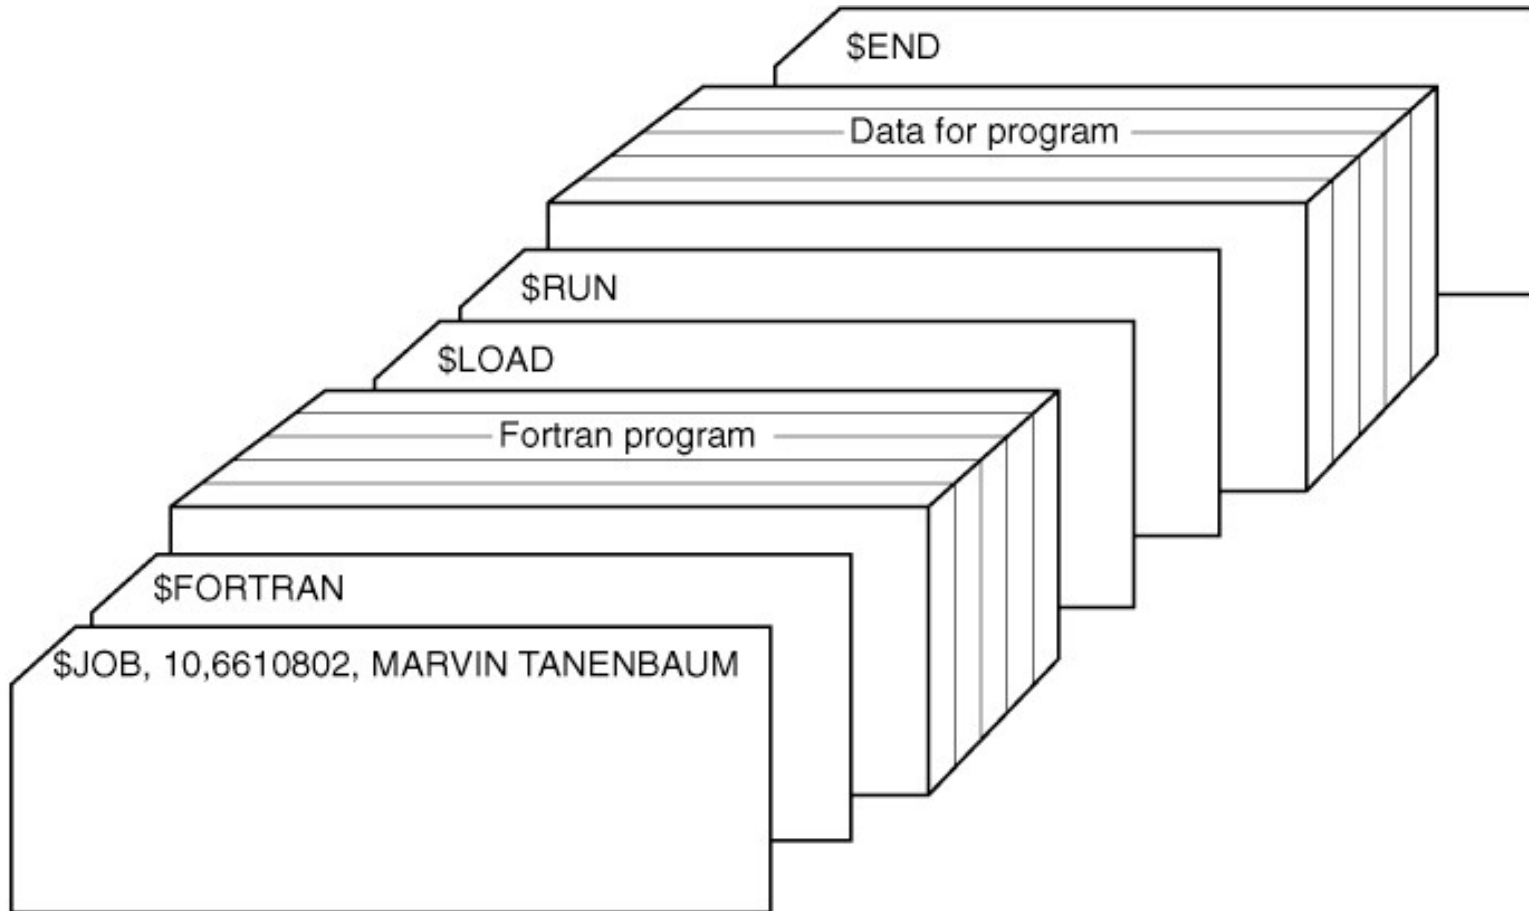 $END
Data for program
$RUN
$LOAD
Fortran program
$FORTRAN
$JOB, 10,6610802, MARVIN TANENBAUM